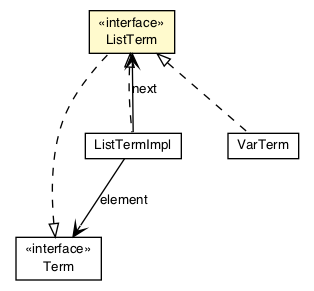 «interface»
ListTerm
next
ListTermImpl
VarTerm
element
«interface»
Term